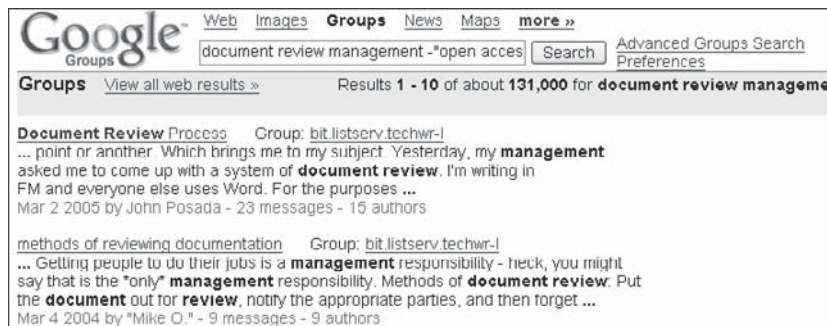 Google
Groups
Web Images Groups News Maps more »
document review management -"open acces Search
Advanced Groups Search
Preferences
Groups View all web results » Results 1 - 10 of about 131,000 for document review manageme
Document Review Process Group: bit.listserv.techwr-l
... point or another. Which brings me to my subject. Yesterday, my management
asked me to come up with a system of document review. I'm writing in
FM and everyone else uses Word. For the purposes ...
Mar 2 2005 by John Posada - 23 messages - 15 authors
methods of reviewing documentation Group: bit.listserv.techwr-l
... Getting people to do their jobs is a management responsibility - heck, you might
say that is the *only* management responsibility. Methods of document review: Put
the document out for review, notify the appropriate parties, and then forget ...
Mar 4 2004 by "Mike O." - 9 messages - 9 authors